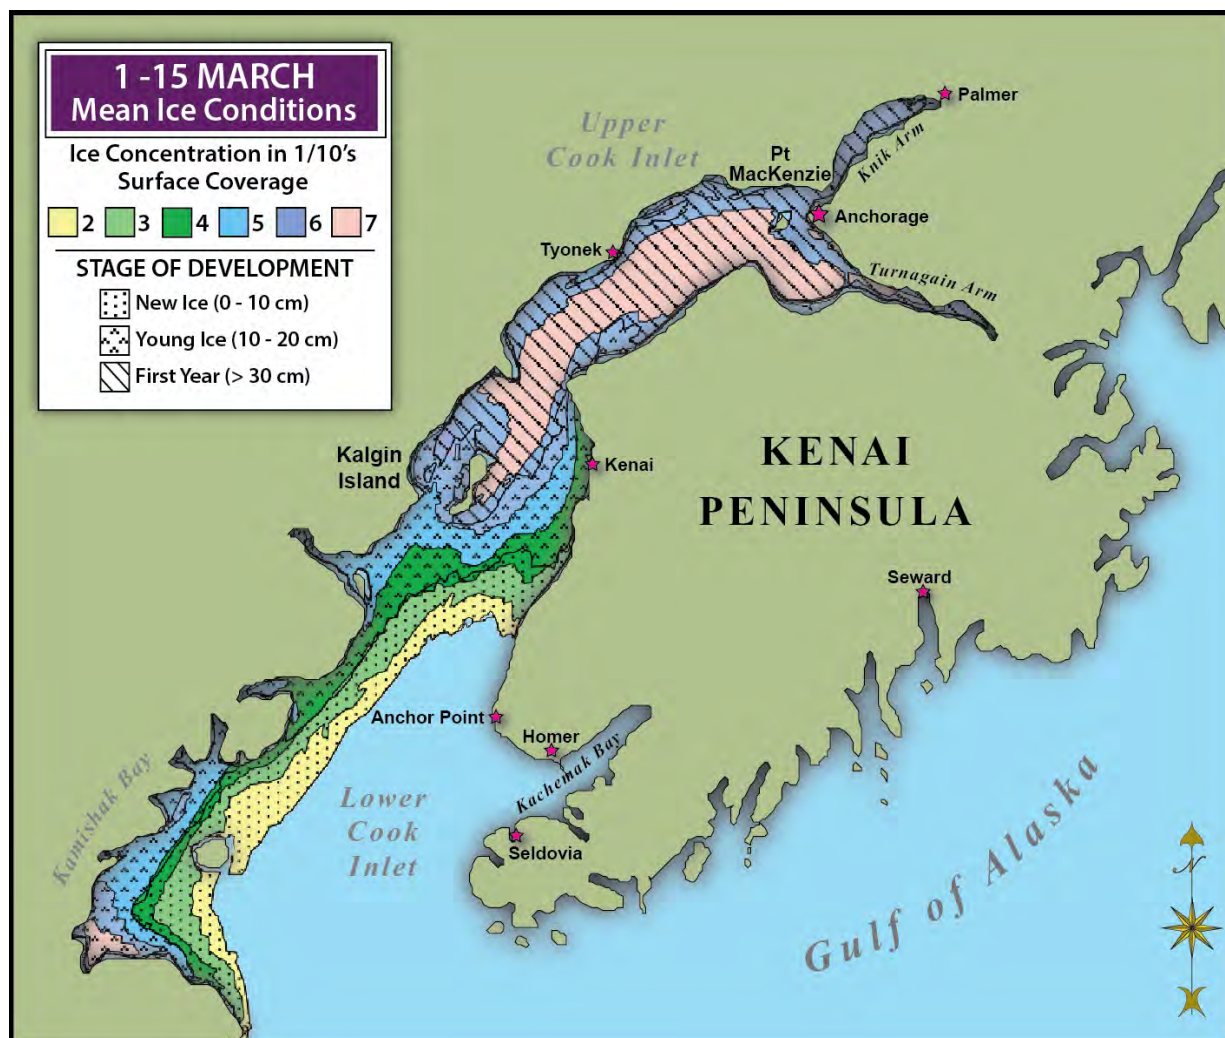 1 -15 MARCH
Mean Ice Conditions
Ice Concentration in 1/10's
Surface Coverage
2 3 4 5 6 7
STAGE OF DEVELOPMENT
New Ice (0 - 10 cm)
Young Ice (10 - 20 cm)
First Year (> 30 cm)
Palmer
Upper
Cook Inlet
Knik Arm
Pt
MacKenzie
Anchorage
Tyonek
Turnagain Arm
Kalgin
Island
Kenai
KENAI
PENINSULA
Seward
Anchor Point
Homer
Kachemak Bay
Kamishak Bay
Lower
Cook
Inlet
Seldovia
Gulf of Alaska
N